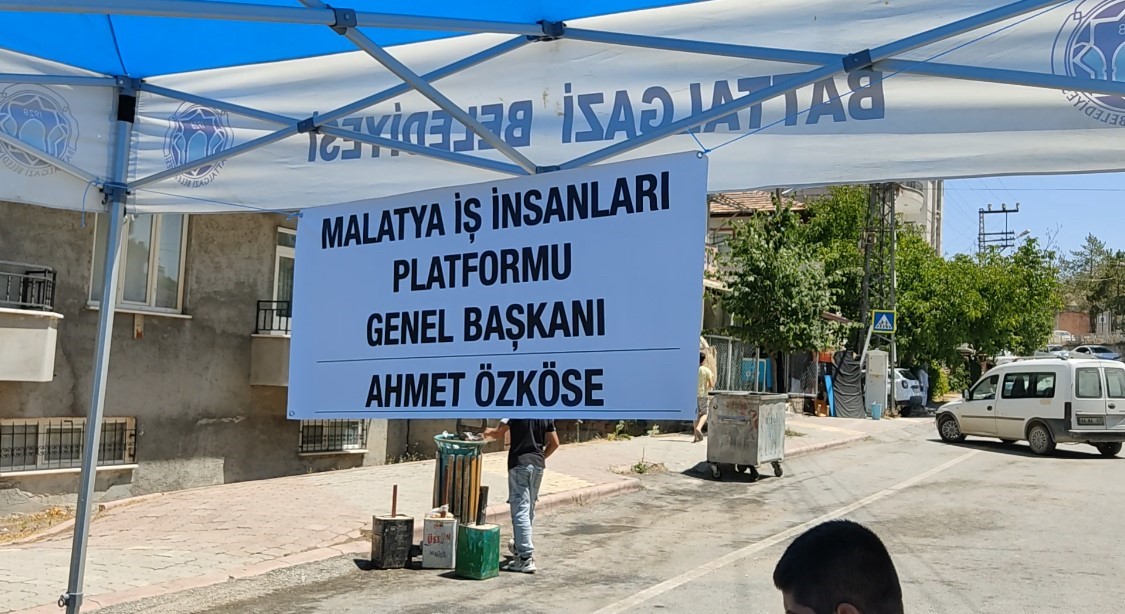 BATTALGAZİ BELEDİYESİ
MALATYA İŞ İNSANLARI
PLATFORMU
GENEL BAŞKANI
AHMET ÖZKÖSE